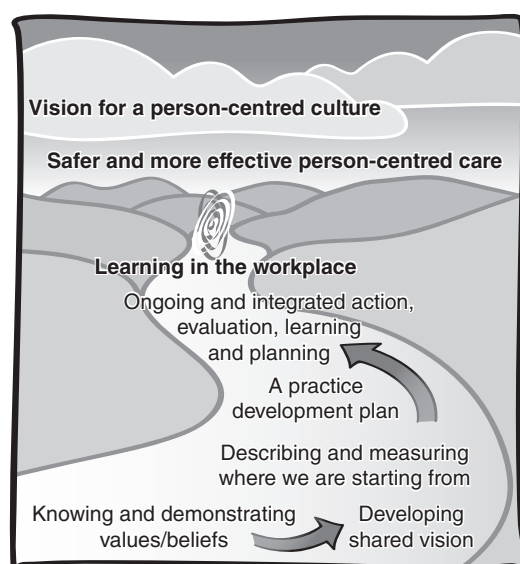 Vision for a person-centred culture
Safer and more effective person-centred care
Learning in the workplace
Ongoing and integrated action,
evaluation, learning
and planning
A practice
development plan
Describing and measuring
where we are starting from
Knowing and demonstrating
values/beliefs
Developing
shared vision